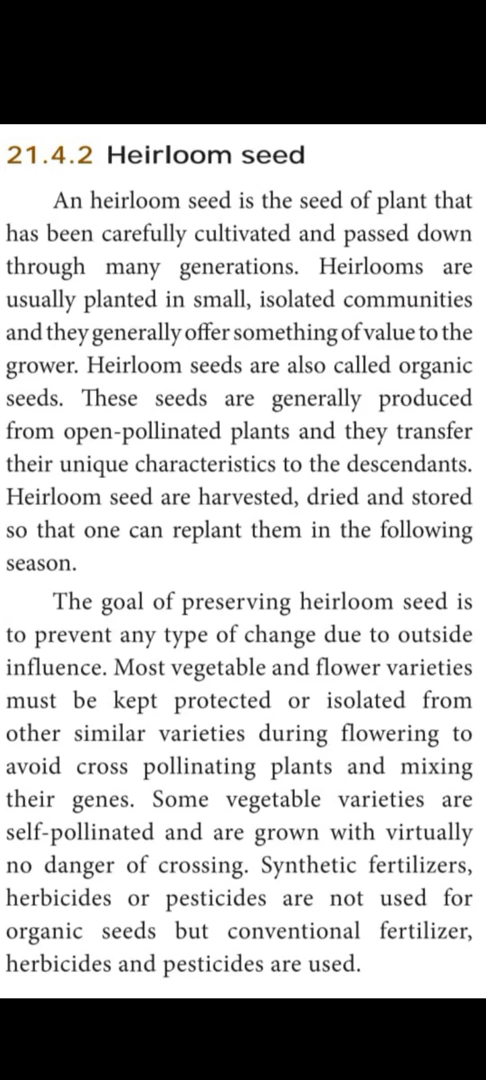 21.4.2 Heirloom seed
An heirloom seed is the seed of plant that
has been carefully cultivated and passed down
through many generations. Heirlooms are
usually planted in small, isolated communities
and they generally offer something of value to the
grower. Heirloom seeds are also called organic
seeds. These seeds are generally produced
from open-pollinated plants and they transfer
their unique characteristics to the descendants.
Heirloom seed are harvested, dried and stored
so that one can replant them in the following
season.
The goal of preserving heirloom seed is
to prevent any type of change due to outside
influence. Most vegetable and flower varieties
must be kept protected or isolated from
other similar varieties during flowering to
avoid cross pollinating plants and mixing
their genes. Some vegetable varieties are
self-pollinated and are grown with virtually
no danger of crossing. Synthetic fertilizers,
herbicides or pesticides are not used for
organic seeds but conventional fertilizer,
herbicides and pesticides are used.